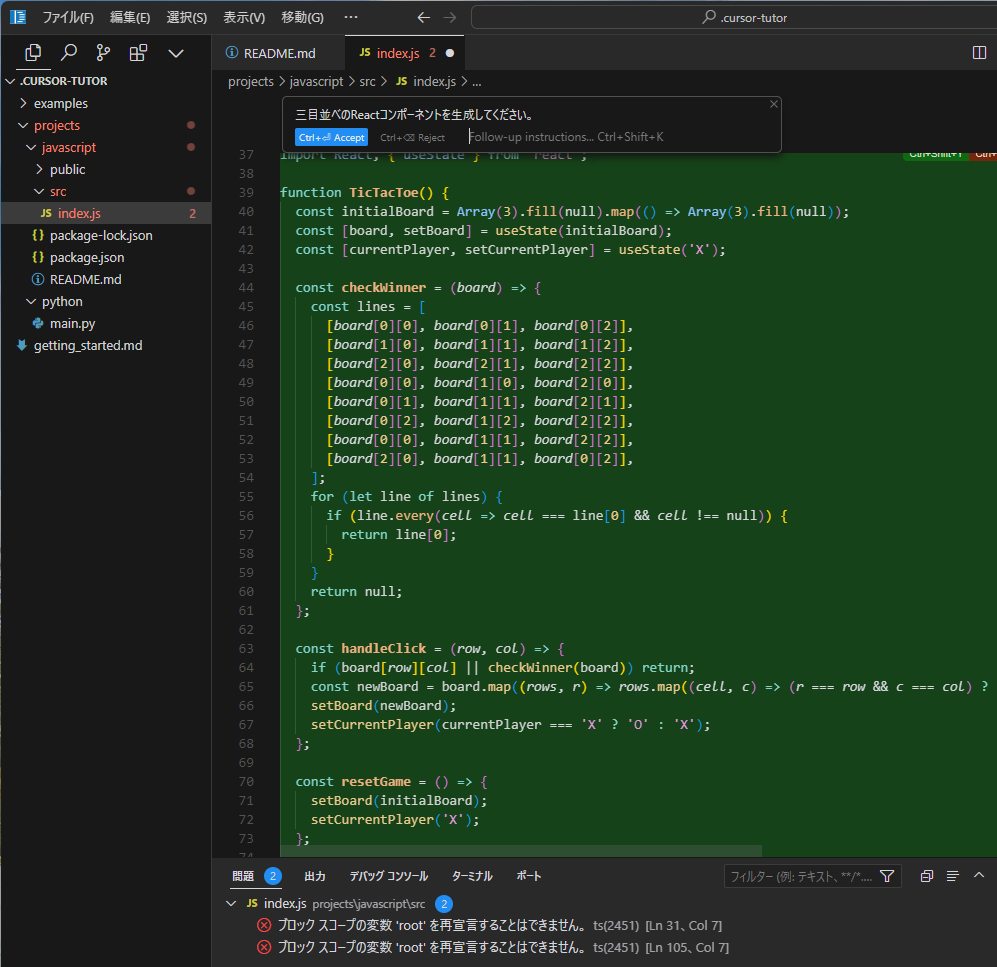 ファイル(F) 編集(E) 選択(S) 表示(V) 移動(G) ··· ← → .cursor-tutor
README.md JS index.js 2 ●
.CURSOR-TUTOR
examples
projects
javascript
public
src
JS index.js 2
{} package-lock.json
{} package.json
README.md
python
main.py
getting_started.md
projects > javascript > src > JS index.js > ...
三目並べのReactコンポーネントを生成してください。
Ctrl+⏎ Accept Ctrl+⌫ Reject Follow-up instructions... Ctrl+Shift+K
Ctrl+Shift+Y Ctrl+
37 import React, { useState } from 'react';
38
39 function TicTacToe() {
40 const initialBoard = Array(3).fill(null).map(() => Array(3).fill(null));
41 const [board, setBoard] = useState(initialBoard);
42 const [currentPlayer, setCurrentPlayer] = useState('X');
43
44 const checkWinner = (board) => {
45 const lines = [
46 [board[0][0], board[0][1], board[0][2]],
47 [board[1][0], board[1][1], board[1][2]],
48 [board[2][0], board[2][1], board[2][2]],
49 [board[0][0], board[1][0], board[2][0]],
50 [board[0][1], board[1][1], board[2][1]],
51 [board[0][2], board[1][2], board[2][2]],
52 [board[0][0], board[1][1], board[2][2]],
53 [board[2][0], board[1][1], board[0][2]],
54 ];
55 for (let line of lines) {
56 if (line.every(cell => cell === line[0] && cell !== null)) {
57 return line[0];
58 }
59 }
60 return null;
61 };
62
63 const handleClick = (row, col) => {
64 if (board[row][col] || checkWinner(board)) return;
65 const newBoard = board.map((rows, r) => rows.map((cell, c) => (r === row && c === col) ?
66 setBoard(newBoard);
67 setCurrentPlayer(currentPlayer === 'X' ? 'O' : 'X');
68 };
69
70 const resetGame = () => {
71 setBoard(initialBoard);
72 setCurrentPlayer('X');
73 };
74
問題 2 出力 デバッグ コンソール ターミナル ポート フィルター (例: テキスト、**/*....
JS index.js projects\javascript\src 2
ブロック スコープの変数 'root' を再宣言することはできません。 ts(2451) [Ln 31、Col 7]
ブロック スコープの変数 'root' を再宣言することはできません。 ts(2451) [Ln 105、Col 7]